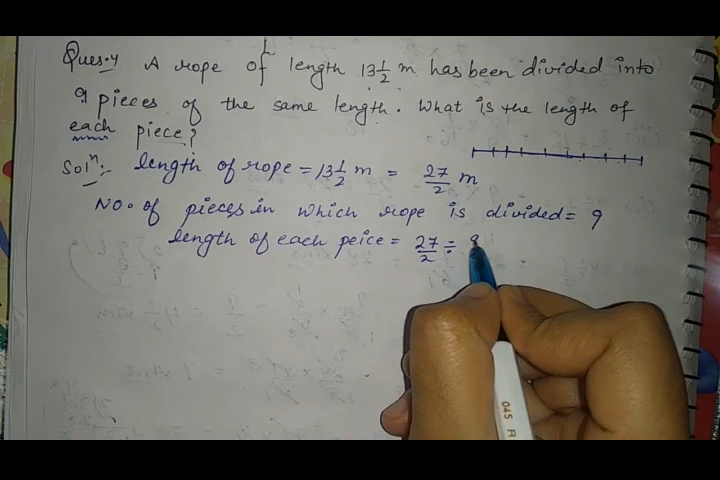 Ques.4 A rope of length 13 1/2 m has been divided into
9 pieces of the same length. What is the length of
each piece?
Solⁿ:- length of rope = 13 1/2 m = 27/2 m
NO. of pieces in which rope is divided = 9
length of each peice = 27/2 ÷ 9
045 R